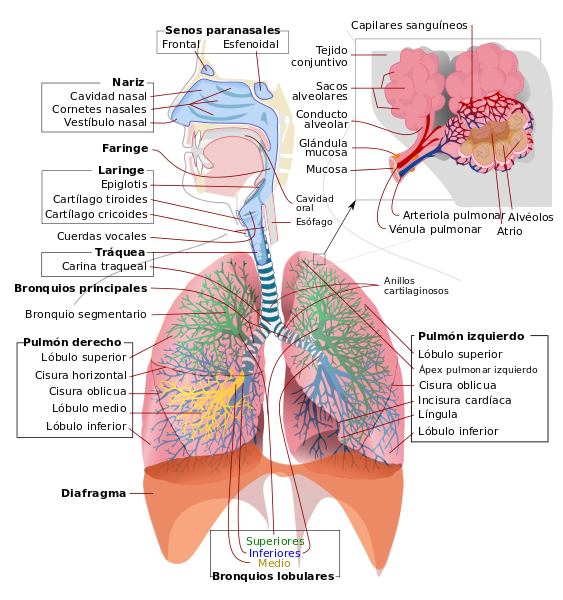 Senos paranasales
Frontal
Esfenoidal
Nariz
Cavidad nasal
Cornetes nasales
Vestíbulo nasal
Faringe
Laringe
Epiglotis
Cartílago tiroides
Cartílago cricoides
Cuerdas vocales
Tráquea
Carina traqueal
Bronquios principales
Bronquio segmentario
Pulmón derecho
Lóbulo superior
Cisura horizontal
Cisura oblicua
Lóbulo medio
Lóbulo inferior
Diafragma
Capilares sanguíneos
Tejido
conjuntivo
Sacos
alveolares
Conducto
alveolar
Glándula
mucosa
Mucosa
Cavidad
oral
Esófago
Arteriola pulmonar
Vénula pulmonar
Alvéolos
Atrio
Anillos
cartilaginosos
Pulmón izquierdo
Lóbulo superior
Ápex pulmonar izquierdo
Cisura oblicua
Incisura cardíaca
Língula
Lóbulo inferior
Superiores
Inferiores
Medio
Bronquios lobulares